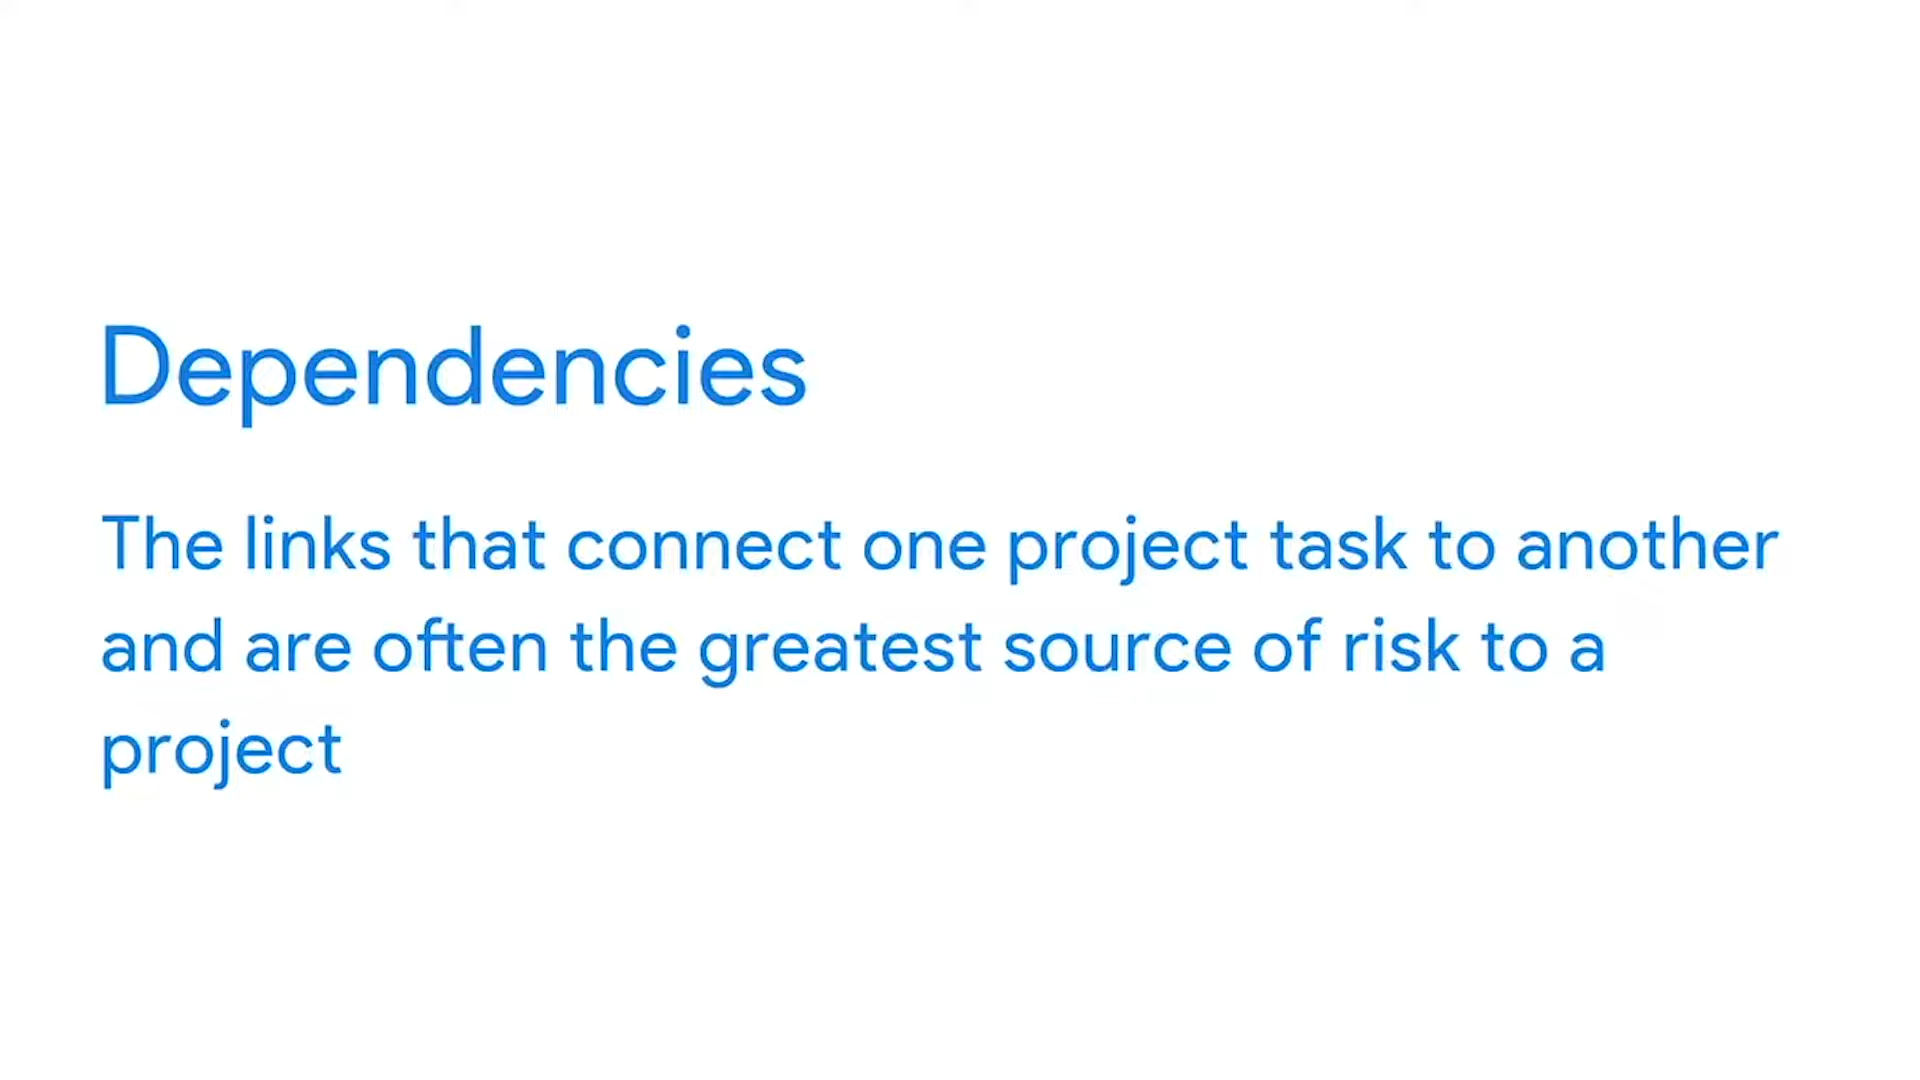 Dependencies
The links that connect one project task to another
and are often the greatest source of risk to a
project